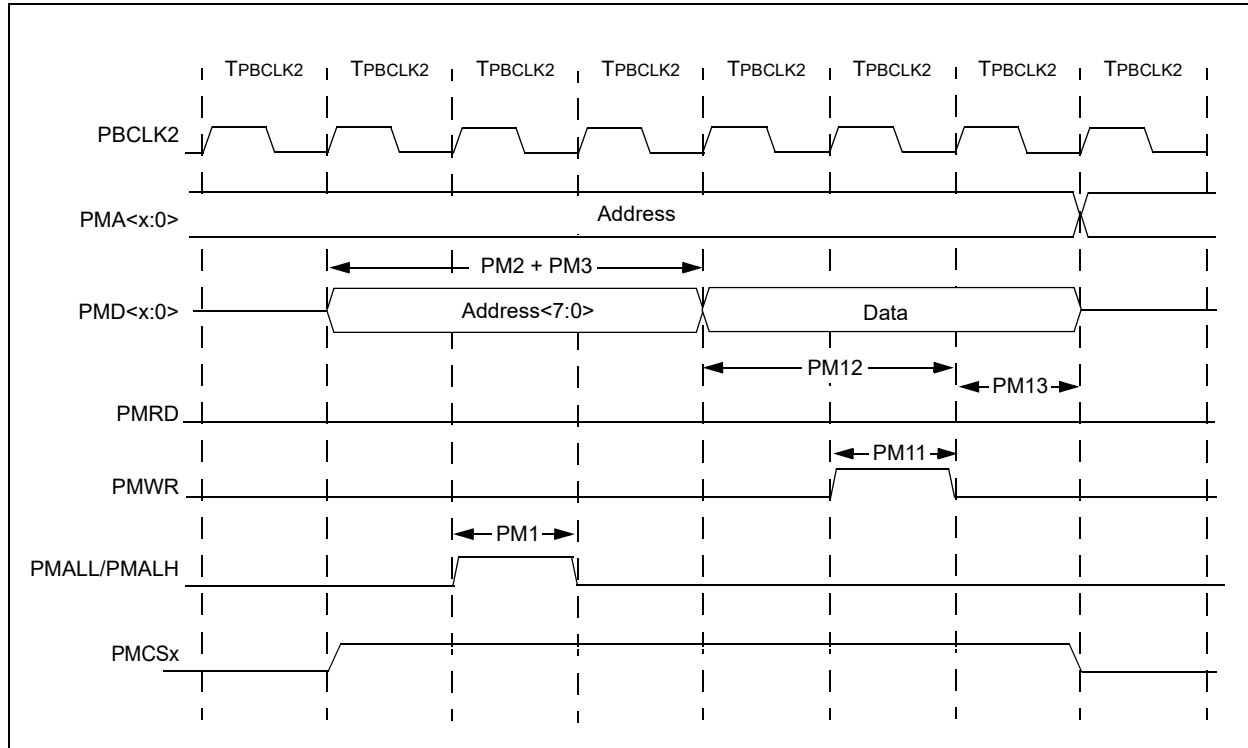 TPBCLK2 TPBCLK2 TPBCLK2 TPBCLK2 TPBCLK2 TPBCLK2 TPBCLK2 TPBCLK2
PBCLK2
PMA<x:0> Address
PM2 + PM3
PMD<x:0> Address<7:0> Data
PM12
PM13
PMRD
PM11
PMWR
PM1
PMALL/PMALH
PMCSx